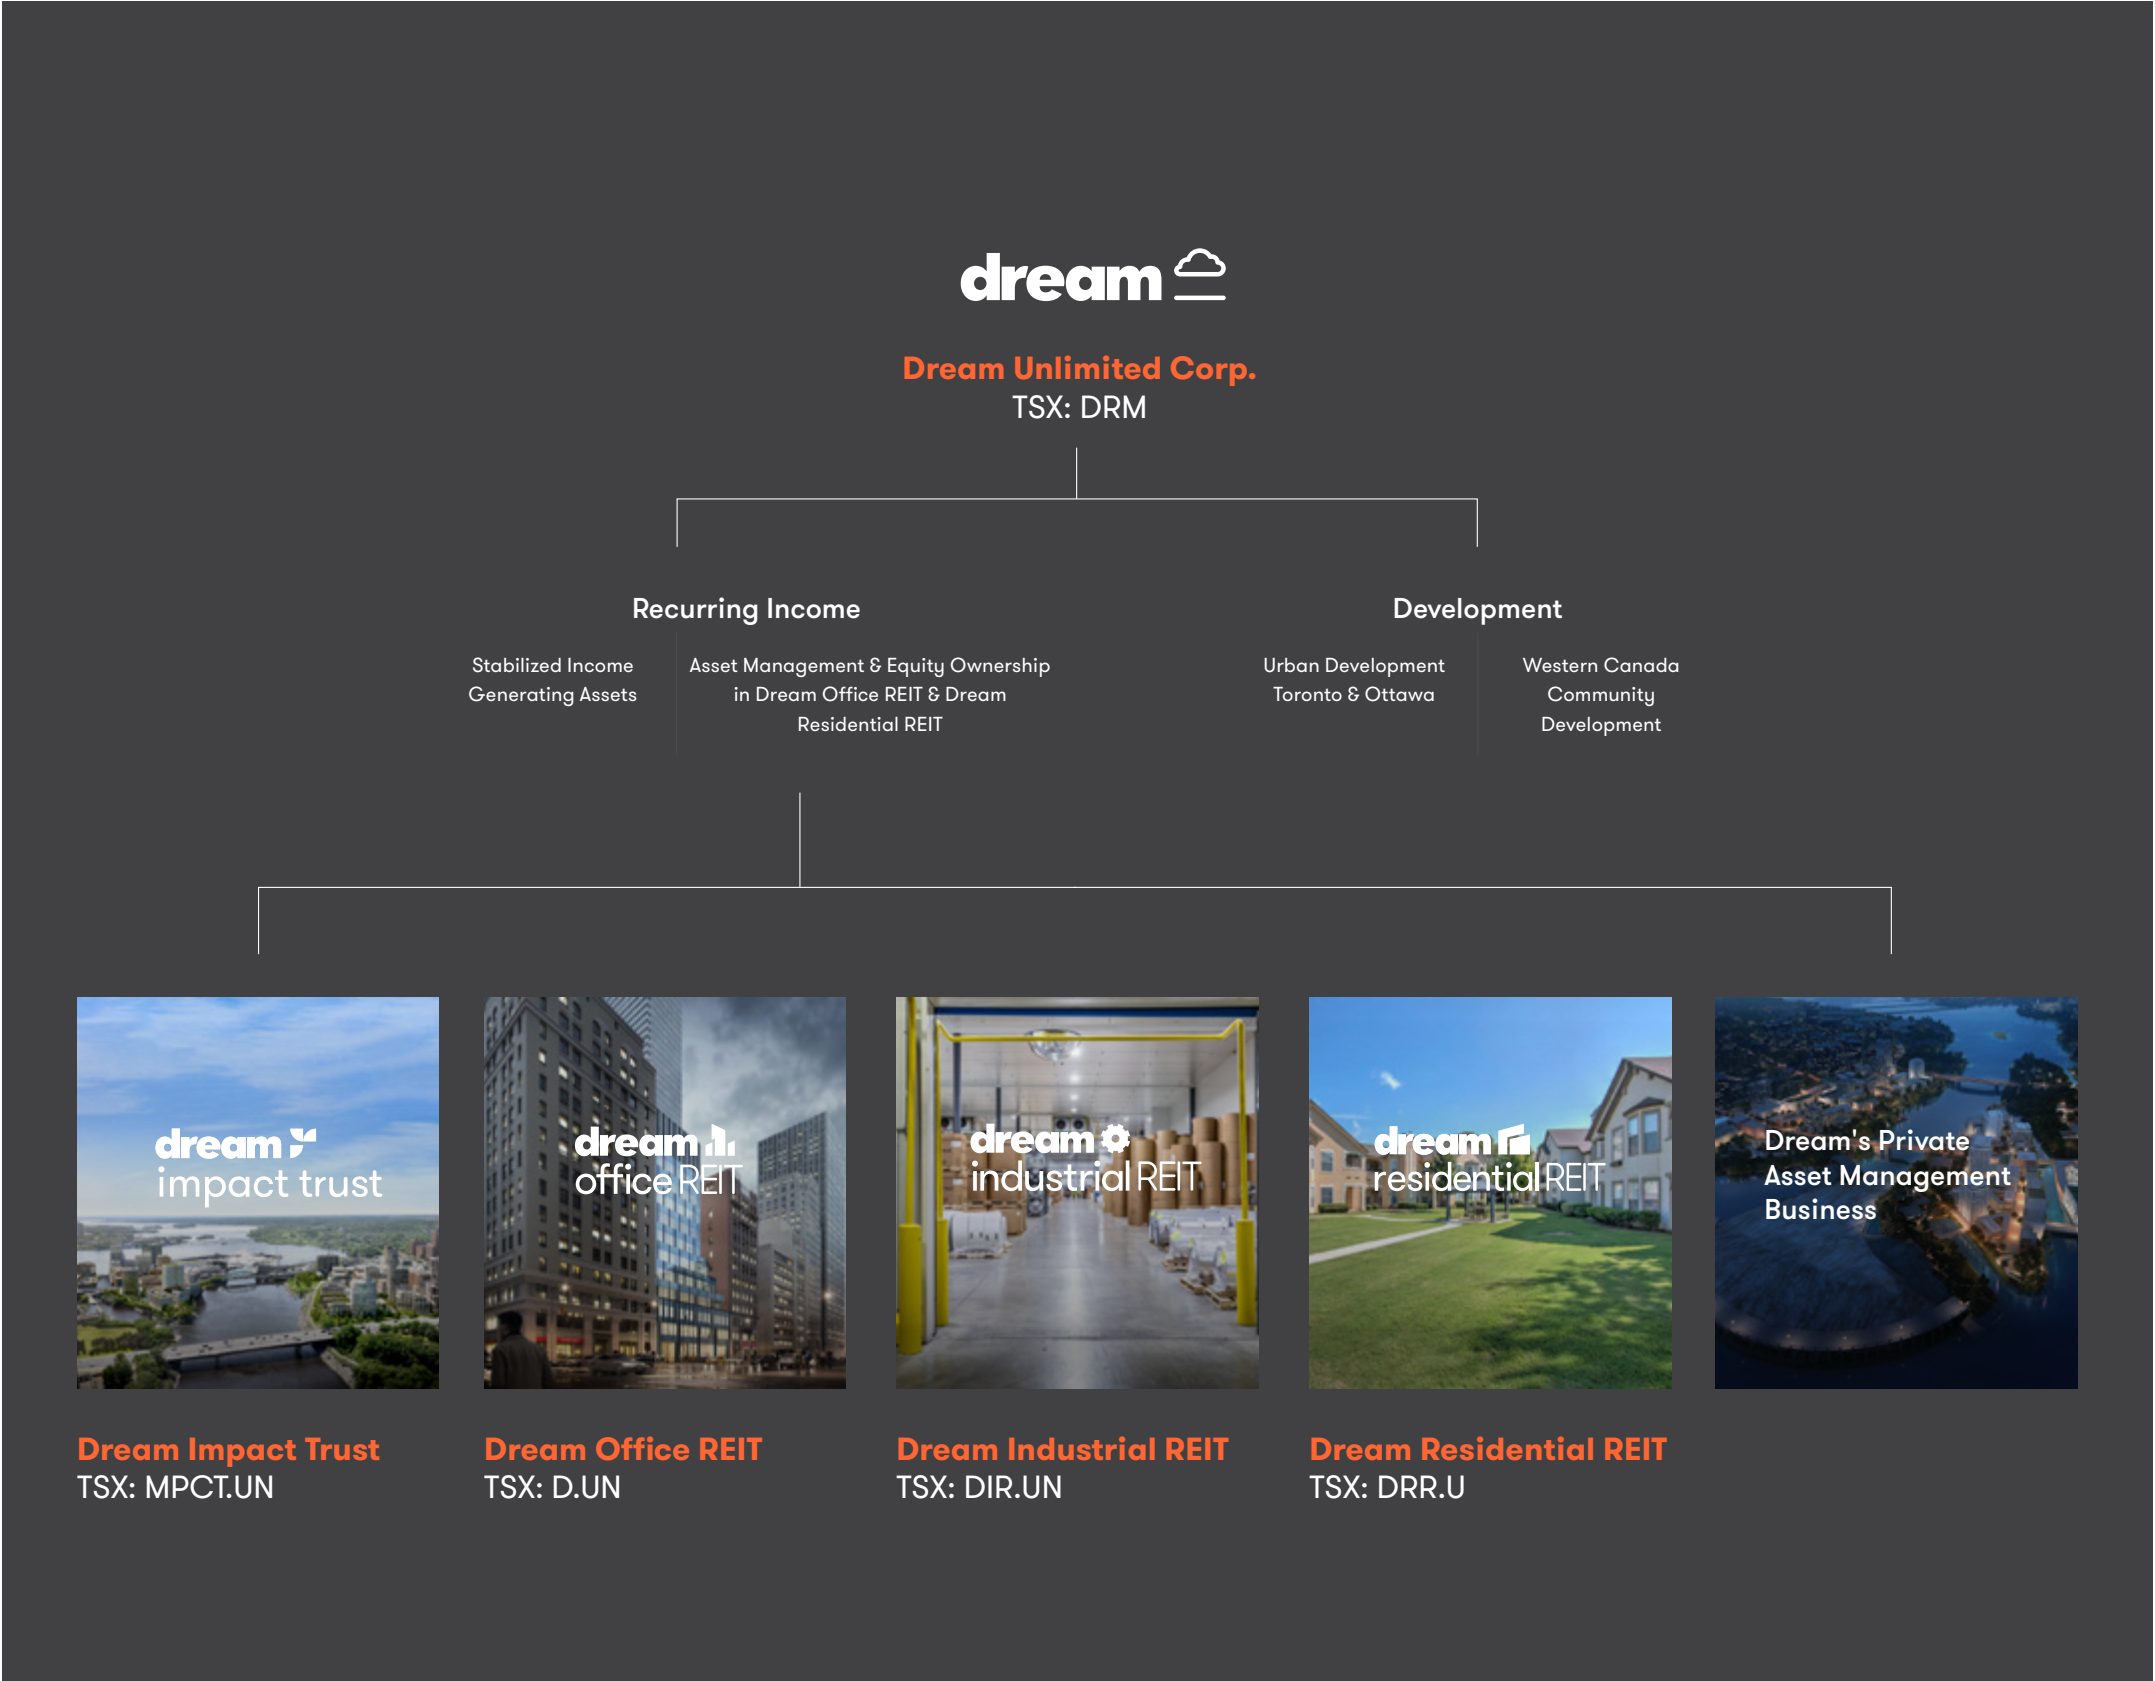 dream
Dream Unlimited Corp.
TSX: DRM
Recurring Income
Stabilized Income
Generating Assets
Asset Management & Equity Ownership
in Dream Office REIT & Dream
Residential REIT
Development
Urban Development
Toronto & Ottawa
Western Canada
Community
Development
dream
impact trust
dream
office REIT
dream
industrial REIT
dream
residential REIT
Dream's Private
Asset Management
Business
Dream Impact Trust
TSX: MPCT.UN
Dream Office REIT
TSX: D.UN
Dream Industrial REIT
TSX: DIR.UN
Dream Residential REIT
TSX: DRR.U